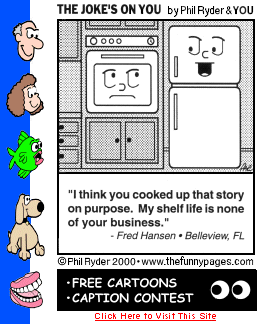 THE JOKE'S ON YOU by Phil Ryder & YOU
"I think you cooked up that story
on purpose. My shelf life is none
of your business."
- Fred Hansen • Belleview, FL
©Phil Ryder 2000 • www.thefunnypages.com
•FREE CARTOONS
•CAPTION CONTEST
Click Here to Visit This Site